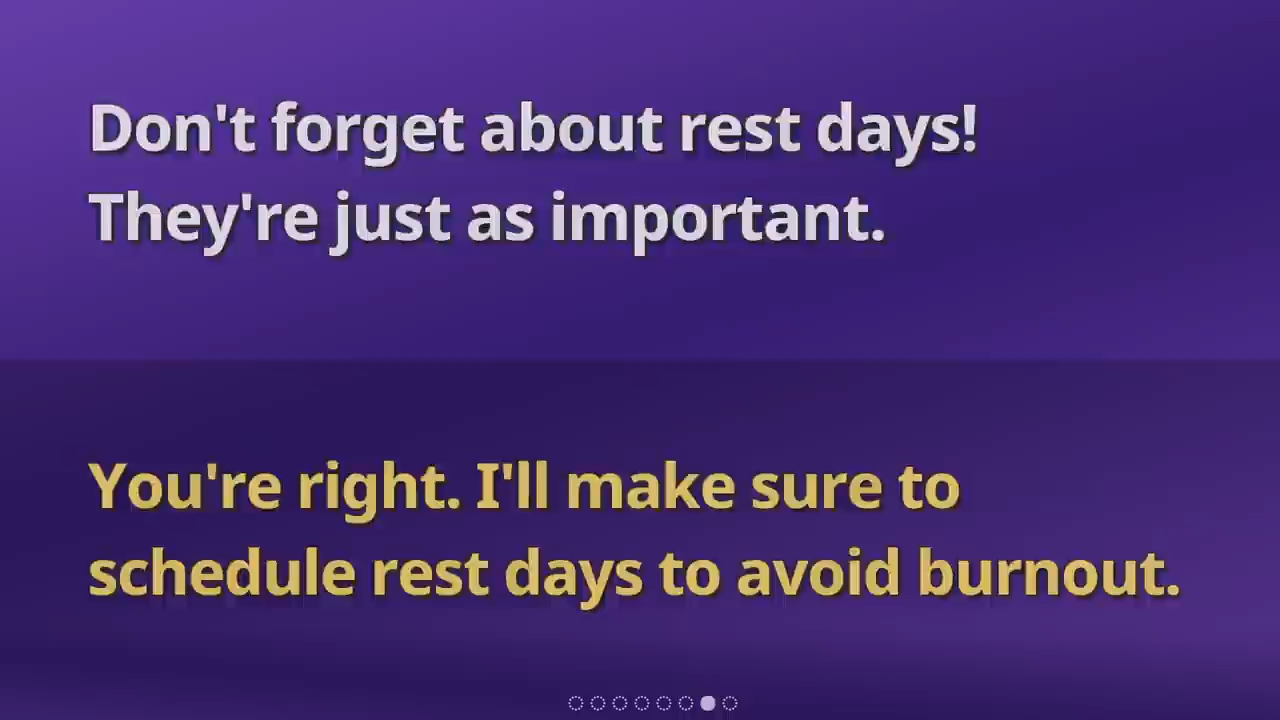 Don't forget about rest days!
They're just as important.
You're right. I'll make sure to
schedule rest days to avoid burnout.